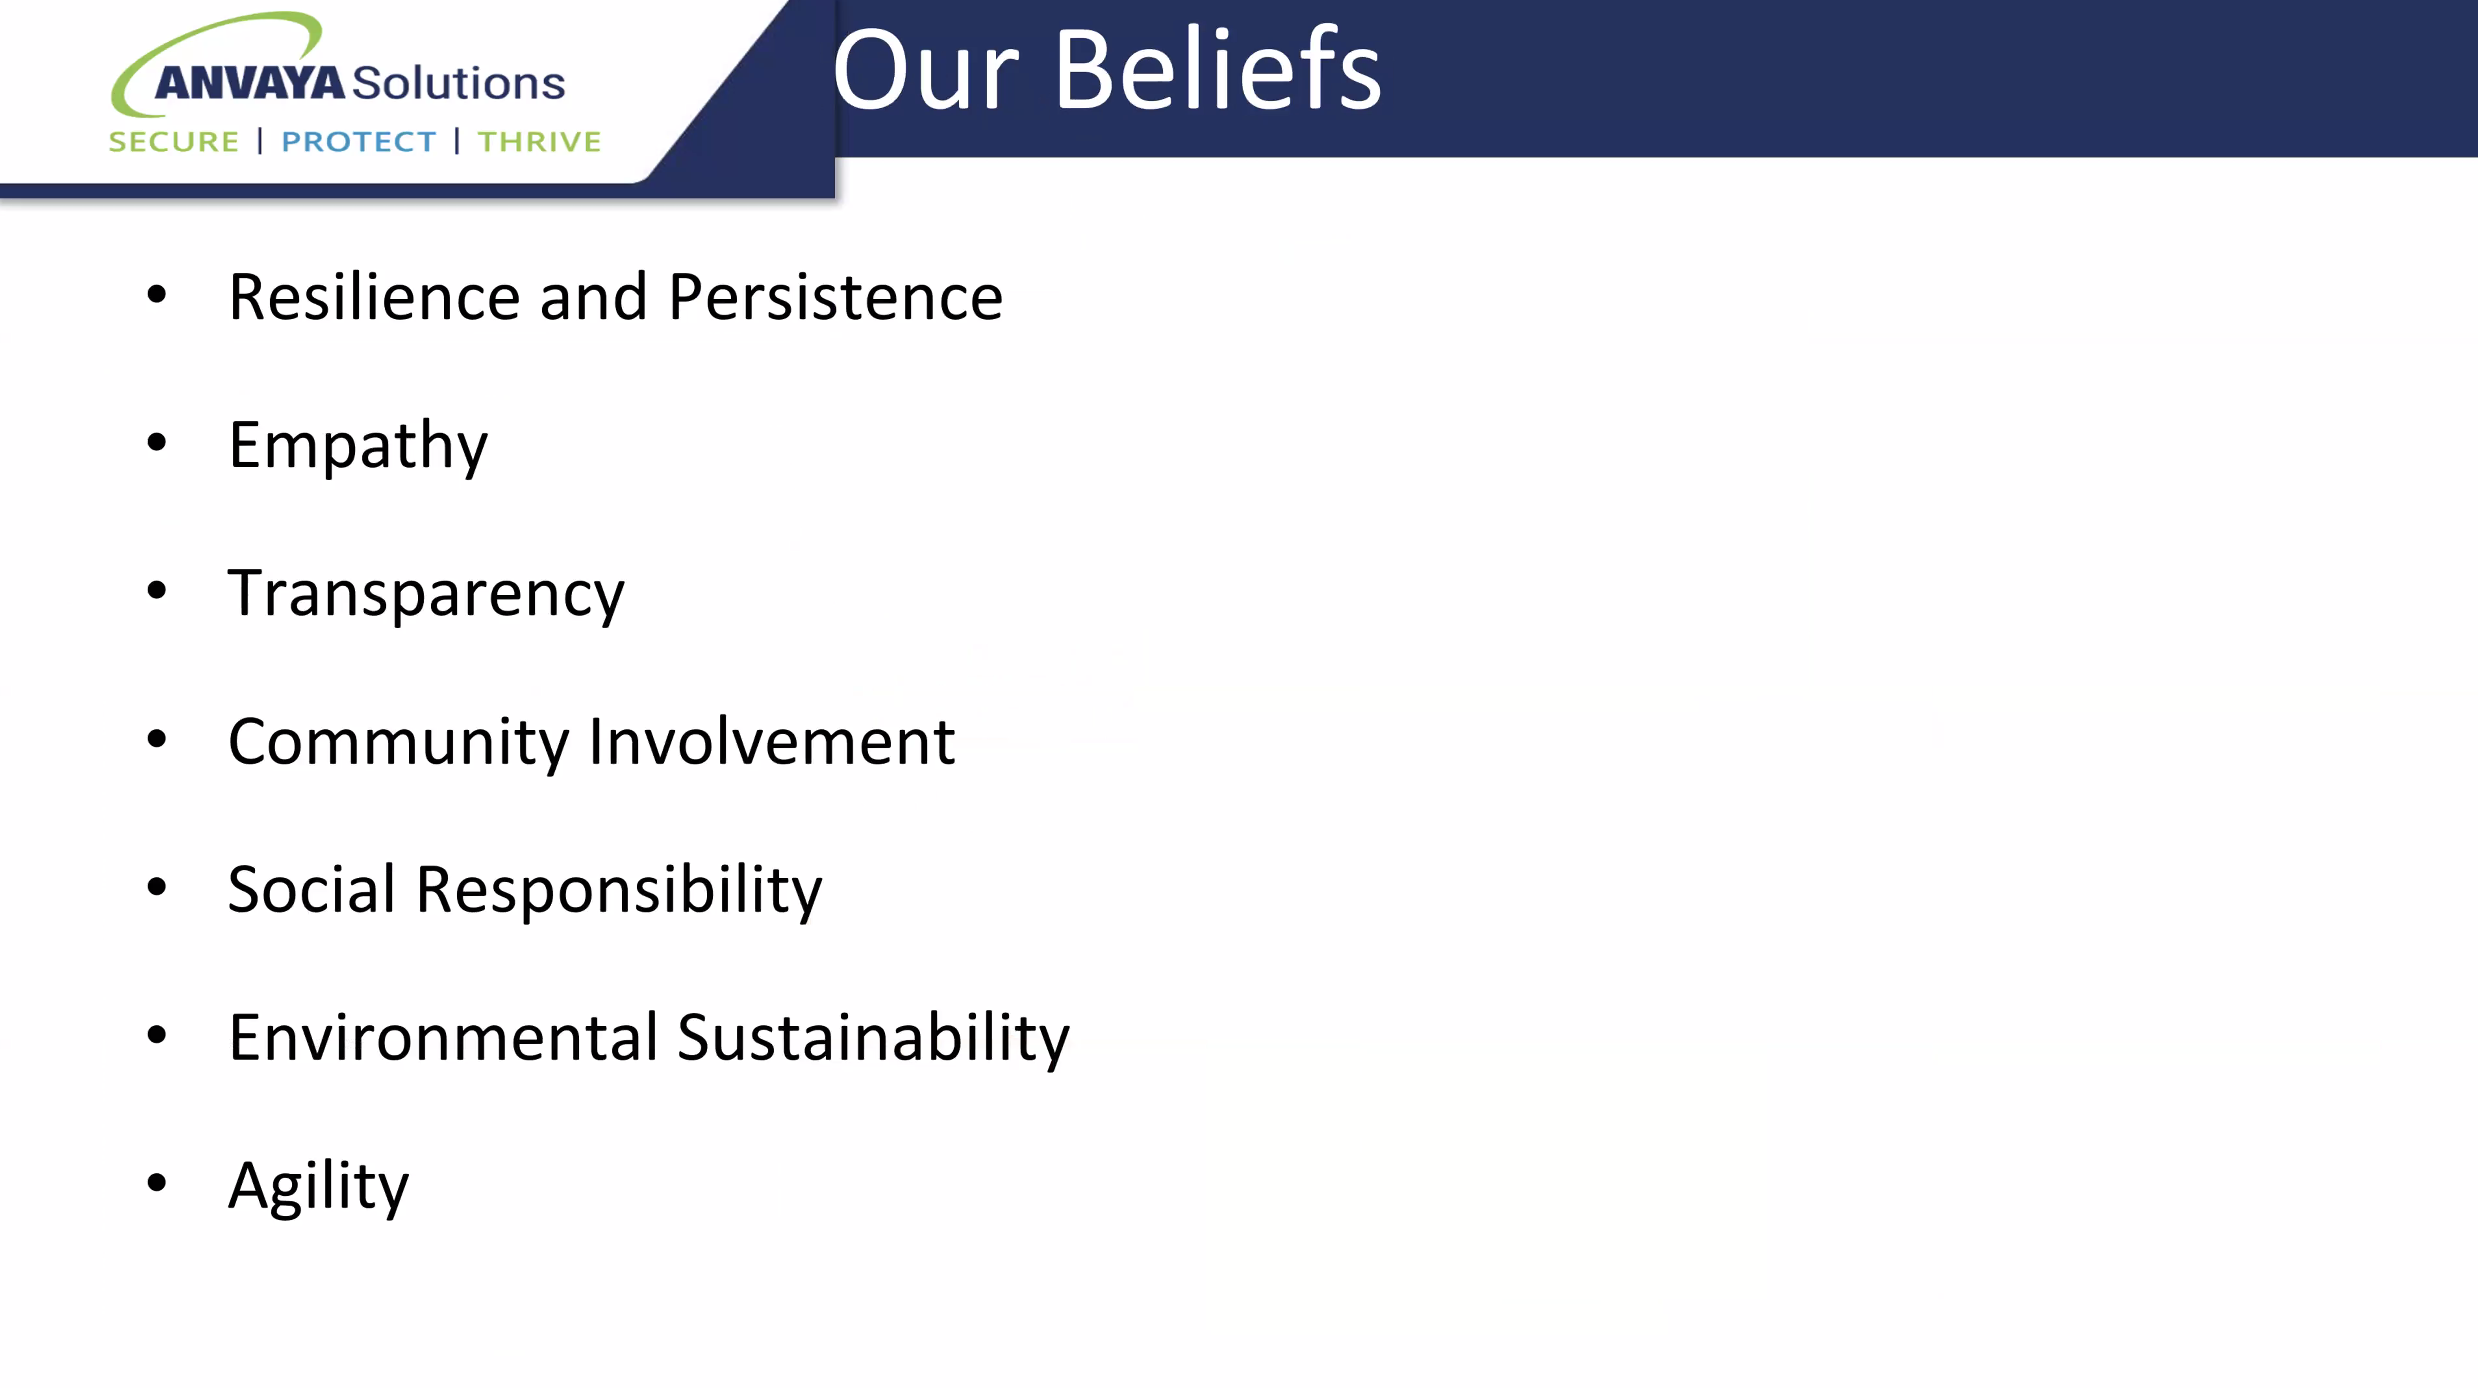 ANVAYA Solutions
SECURE | PROTECT | THRIVE
Our Beliefs
• Resilience and Persistence
• Empathy
• Transparency
• Community Involvement
• Social Responsibility
• Environmental Sustainability
• Agility